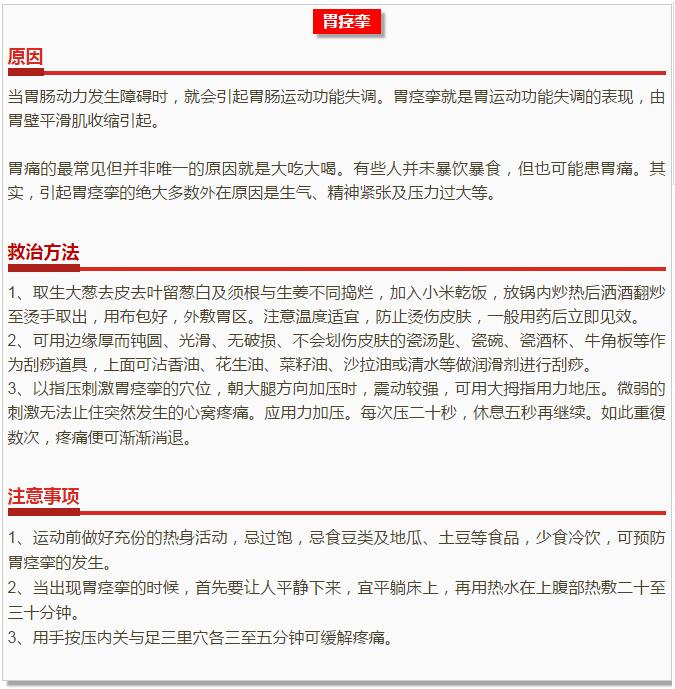 胃痉挛
原因
当胃肠动力发生障碍时，就会引起胃肠运动功能失调。胃痉挛就是胃运动功能失调的表现，由
胃壁平滑肌收缩引起。
胃痛的最常见但并非唯一的原因就是大吃大喝。有些人并未暴饮暴食，但也可能患胃痛。其
实，引起胃痉挛的绝大多数外在原因是生气、精神紧张及压力过大等。
救治方法
1、取生大葱去皮去叶留葱白及须根与生姜不同捣烂，加入小米乾饭，放锅内炒热后洒酒翻炒
至烫手取出，用布包好，外敷胃区。注意温度适宜，防止烫伤皮肤，一般用药后立即见效。
2、可用边缘厚而钝圆、光滑、无破损、不会划伤皮肤的瓷汤匙、瓷碗、瓷酒杯、牛角板等作
为刮痧道具，上面可沾香油、花生油、菜籽油、沙拉油或清水等做润滑剂进行刮痧。
3、以指压刺激胃痉挛的穴位，朝大腿方向加压时，震动较强，可用大拇指用力地压。微弱的
刺激无法止住突然发生的心窝疼痛。应用力加压。每次压二十秒，休息五秒再继续。如此重復
数次，疼痛便可渐渐消退。
注意事项
1、运动前做好充份的热身活动，忌过饱，忌食豆类及地瓜、土豆等食品，少食冷饮，可预防
胃痉挛的发生。
2、当出现胃痉挛的时候，首先要让人平静下来，宜平躺床上，再用热水在上腹部热敷二十至
三十分钟。
3、用手按压内关与足三里穴各三至五分钟可缓解疼痛。